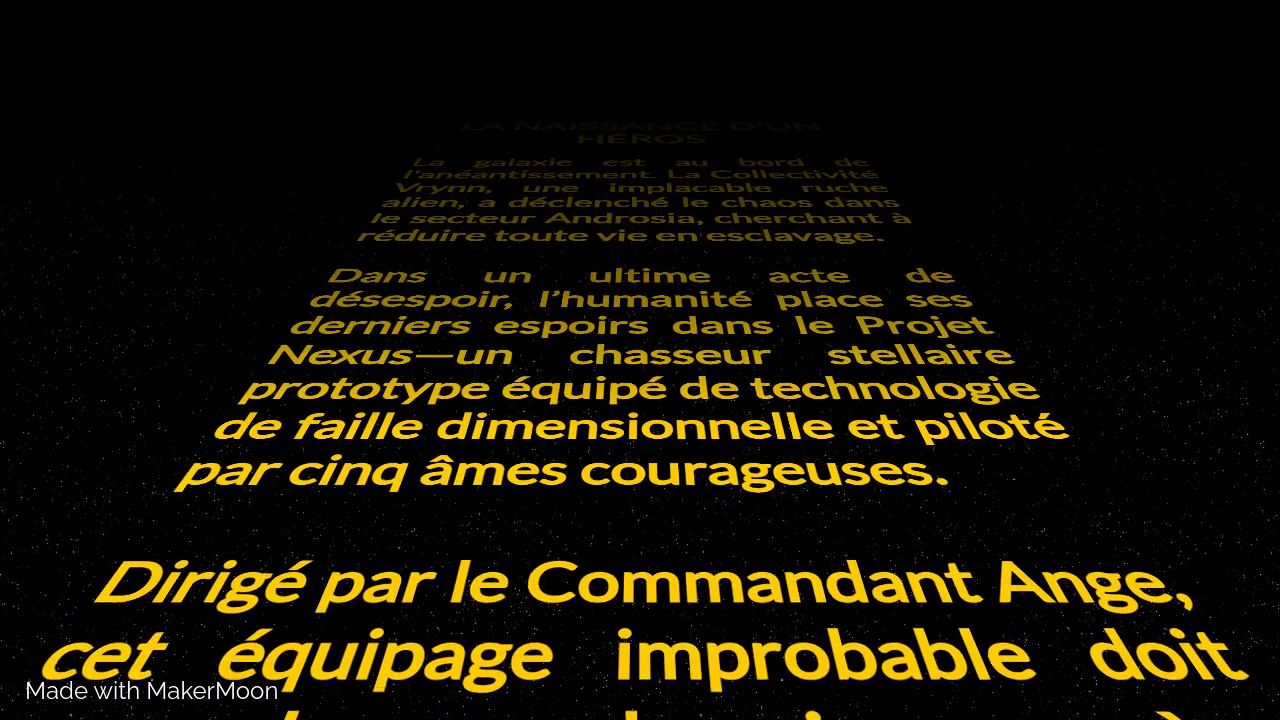 LA NAISSANCE D'UN
HÉROS
La galaxie est au bord de
l'anéantissement. La Collectivité
Vrynn, une implacable ruche
alien, a déclenché le chaos dans
le secteur Androsia, cherchant à
réduire toute vie en esclavage.
Dans un ultime acte de
désespoir, l’humanité place ses
derniers espoirs dans le Projet
Nexus—un chasseur stellaire
prototype équipé de technologie
de faille dimensionnelle et piloté
par cinq âmes courageuses.
Dirigé par le Commandant Ange,
cet équipage improbable doit
Made with MakerMoon